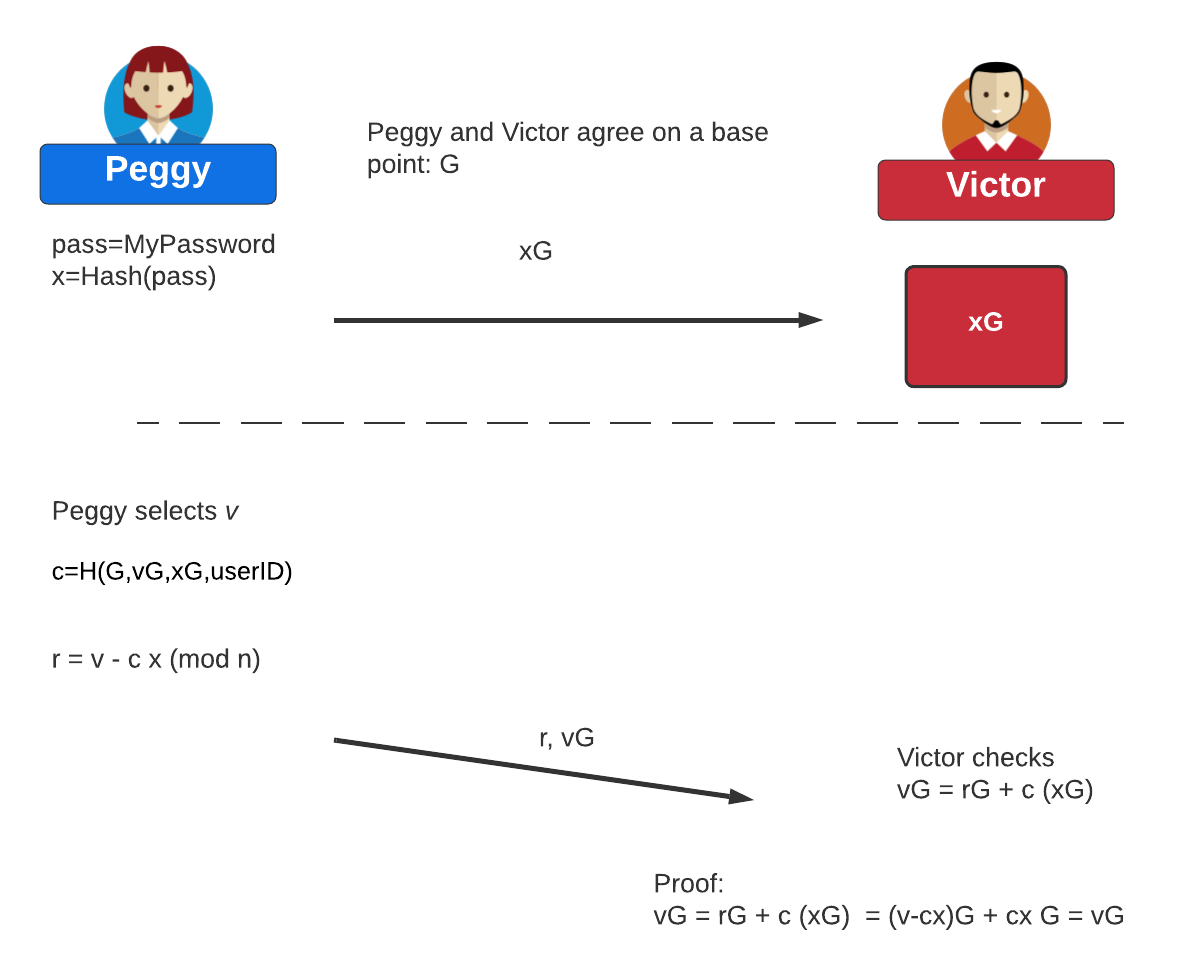 Peggy
Victor
Peggy and Victor agree on a base
point: G
pass=MyPassword
x=Hash(pass)
xG
xG
Peggy selects v
c=H(G,vG,xG,userID)
r = v - c x (mod n)
r, vG
Victor checks
vG = rG + c (xG)
Proof:
vG = rG + c (xG)  = (v-cx)G + cx G = vG